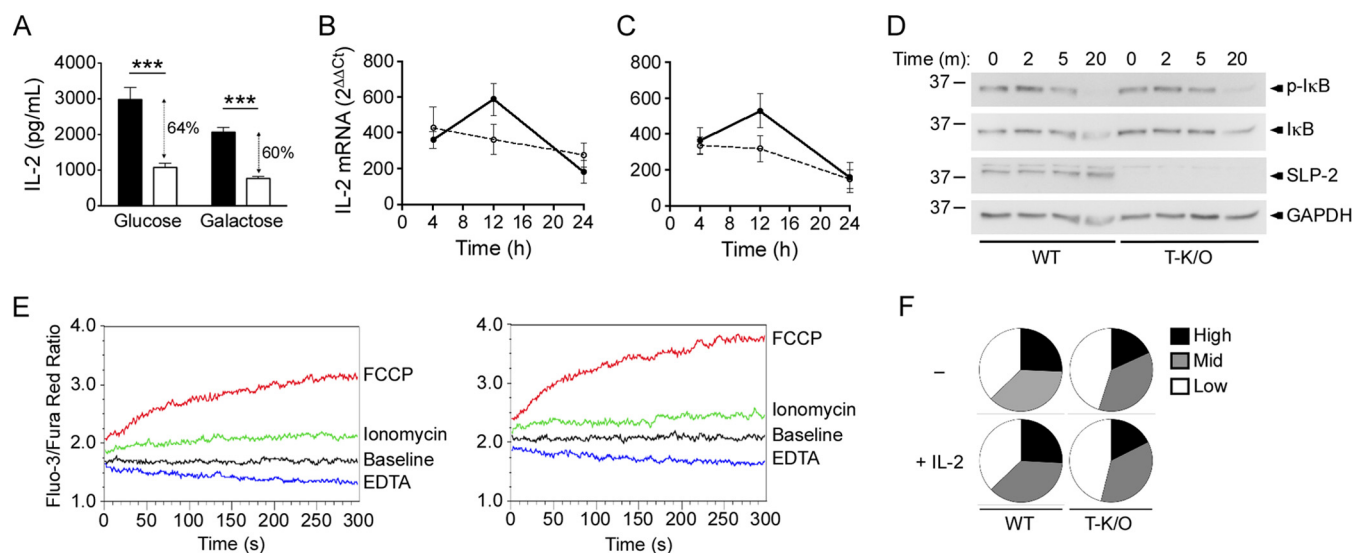 A
IL-2 (pg/mL)
4000
3000
2000
1000
0
***
***
64%
60%
Glucose
Galactose
B
IL-2 mRNA (2^ΔΔCt)
800
600
400
200
0
0 4 8 12 16 20 24
Time (h)
C
800
600
400
200
0
0 4 8 12 16 20 24
Time (h)
D
Time (m): 0 2 5 20 0 2 5 20
37 p-IκB
IκB
37 SLP-2
37 GAPDH
WT T-K/O
E
Fluo-3/Fura Red Ratio
4.0
3.0
2.0
1.0
FCCP
Ionomycin
Baseline
EDTA
0 50 100 150 200 250 300
Time (s)
4.0
3.0
2.0
1.0
FCCP
Ionomycin
Baseline
EDTA
0 50 100 150 200 250 300
Time (s)
F
High
Mid
Low
–
+ IL-2
WT T-K/O